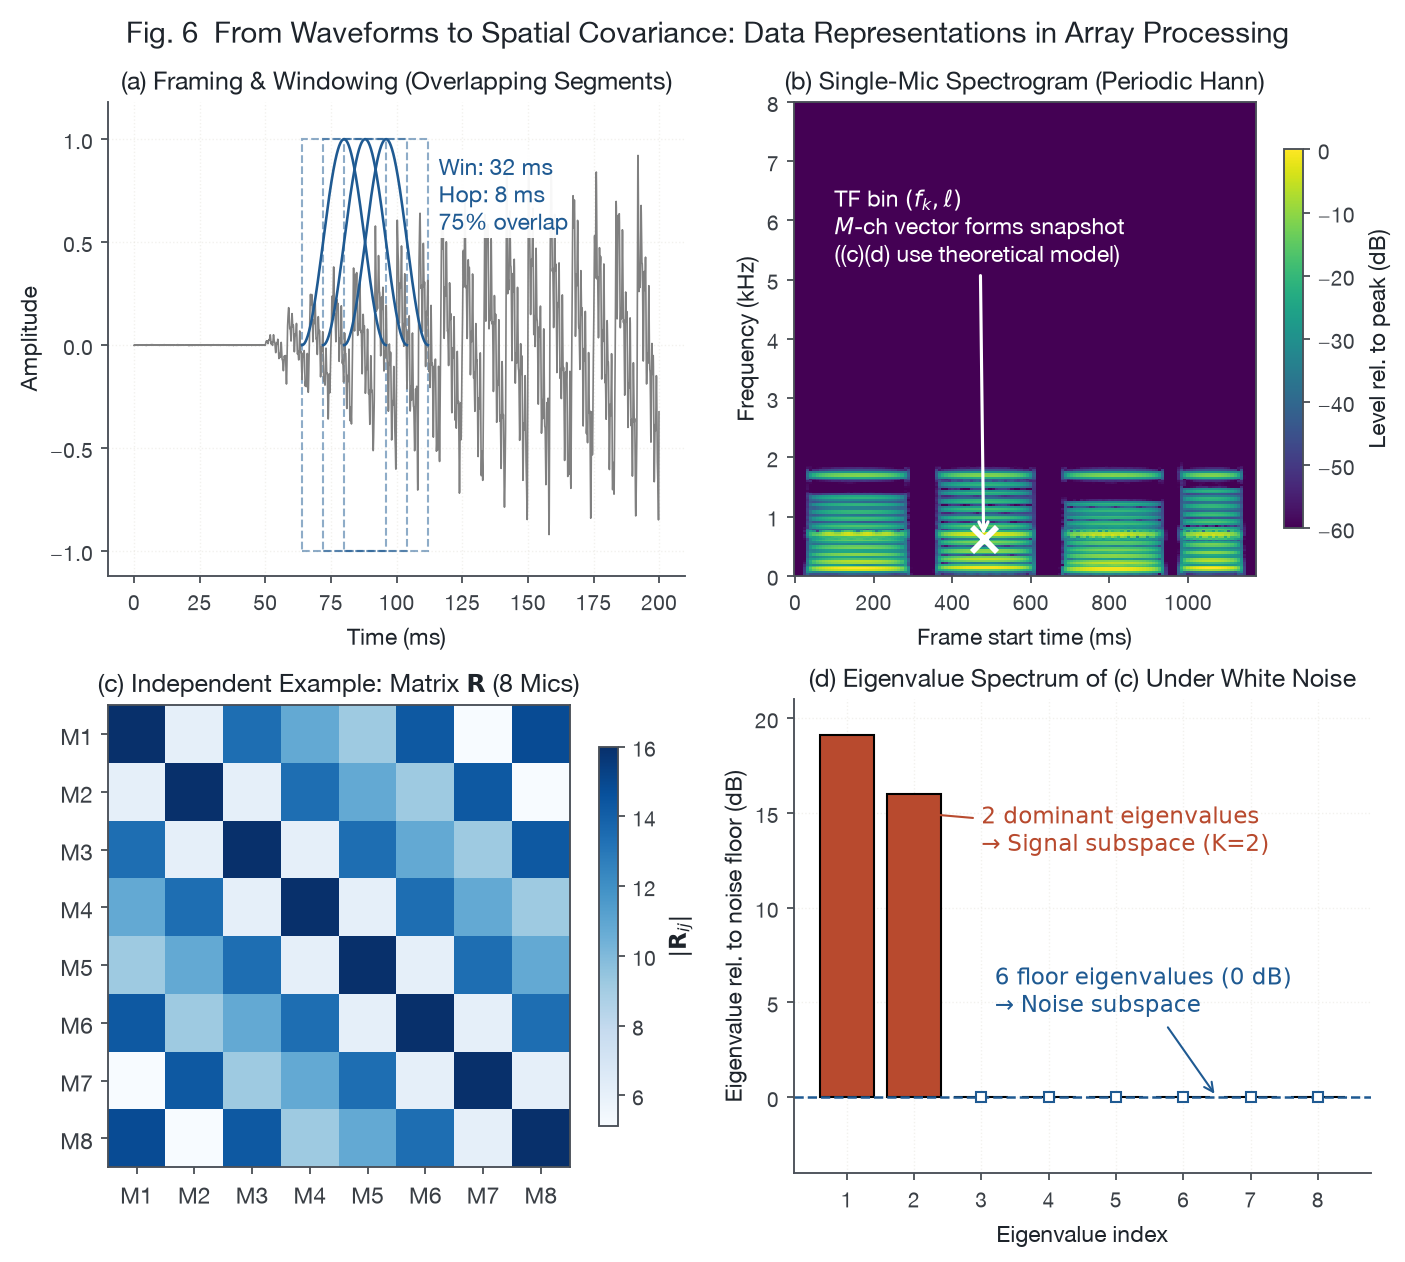 Fig. 6  From Waveforms to Spatial Covariance: Data Representations in Array Processing
(a) Framing & Windowing (Overlapping Segments)
1.0
0.5
0.0
−0.5
−1.0
Amplitude
Win: 32 ms
Hop: 8 ms
75% overlap
0 25 50 75 100 125 150 175 200
Time (ms)
(b) Single-Mic Spectrogram (Periodic Hann)
8
7
6
5
4
3
2
1
0
Frequency (kHz)
TF bin (fₖ, ℓ)
M-ch vector forms snapshot
((c)(d) use theoretical model)
0 200 400 600 800 1000
Frame start time (ms)
0
−10
−20
−30
−40
−50
−60
Level rel. to peak (dB)
(c) Independent Example: Matrix R (8 Mics)
M1
M2
M3
M4
M5
M6
M7
M8
M1 M2 M3 M4 M5 M6 M7 M8
16
14
12
10
8
6
|Rᵢⱼ|
(d) Eigenvalue Spectrum of (c) Under White Noise
20
15
10
5
0
Eigenvalue rel. to noise floor (dB)
2 dominant eigenvalues
→ Signal subspace (K=2)
6 floor eigenvalues (0 dB)
→ Noise subspace
1 2 3 4 5 6 7 8
Eigenvalue index